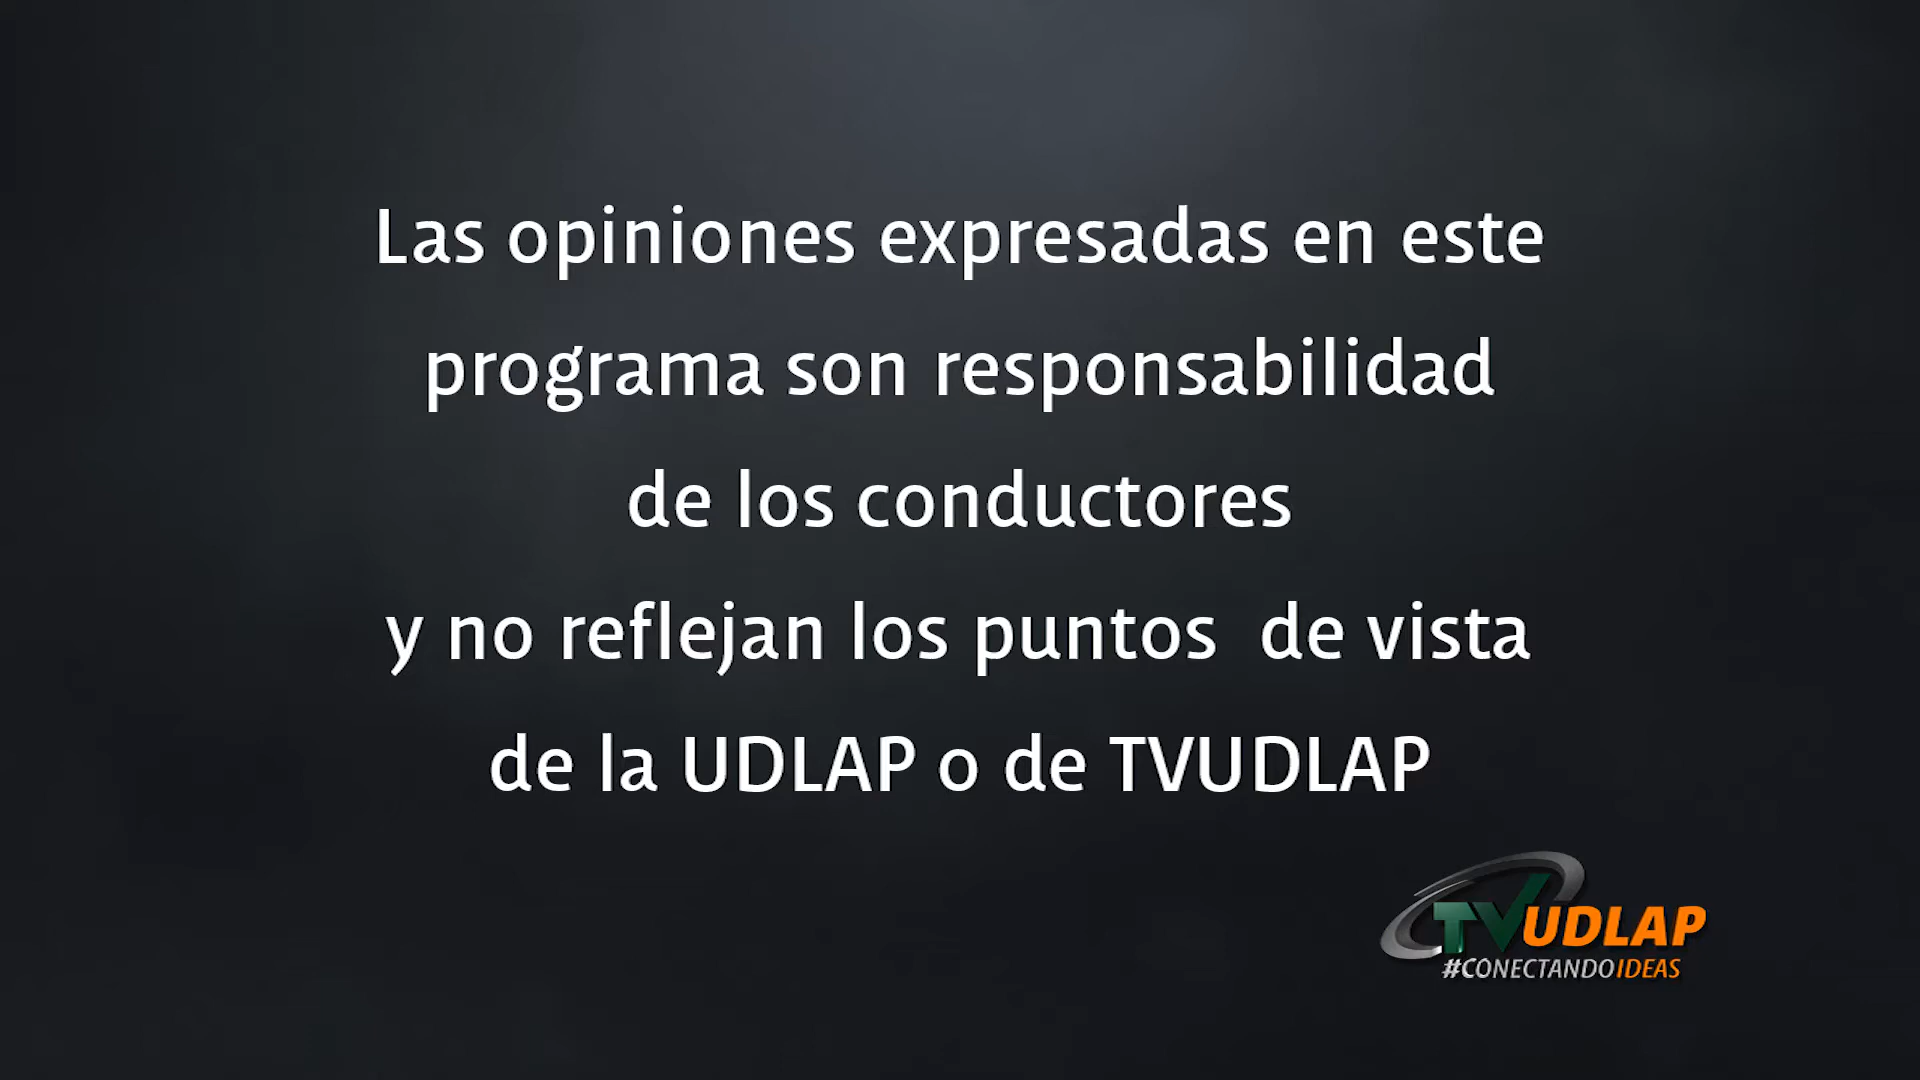 Las opiniones expresadas en este
programa son responsabilidad
de los conductores
y no reflejan los puntos  de vista
de la UDLAP o de TVUDLAP
TVUDLAP
#CONECTANDOIDEAS